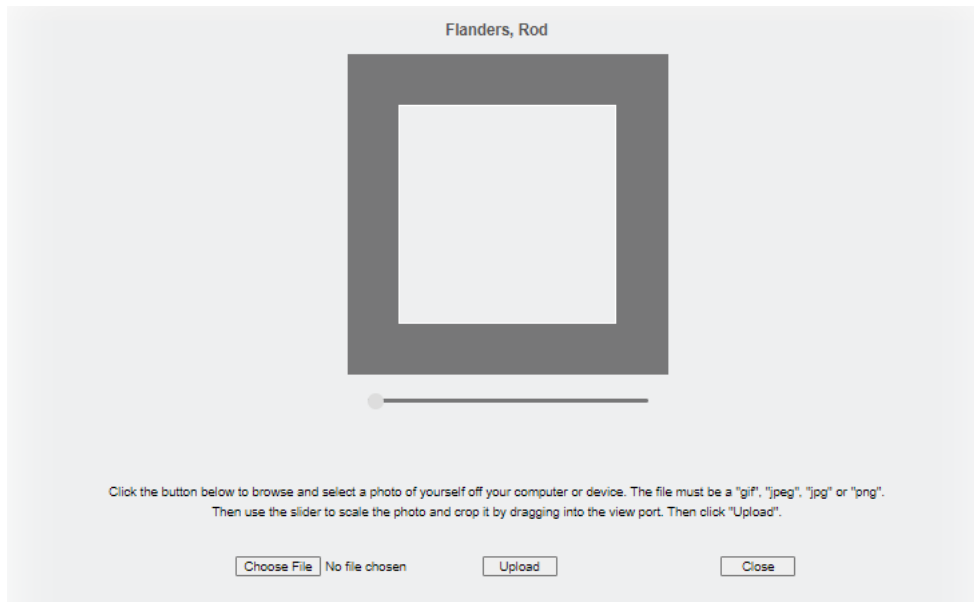 Flanders, Rod
Click the button below to browse and select a photo of yourself off your computer or device. The file must be a "gif", "jpeg", "jpg" or "png".
Then use the slider to scale the photo and crop it by dragging into the view port. Then click "Upload".
Choose File No file chosen Upload Close